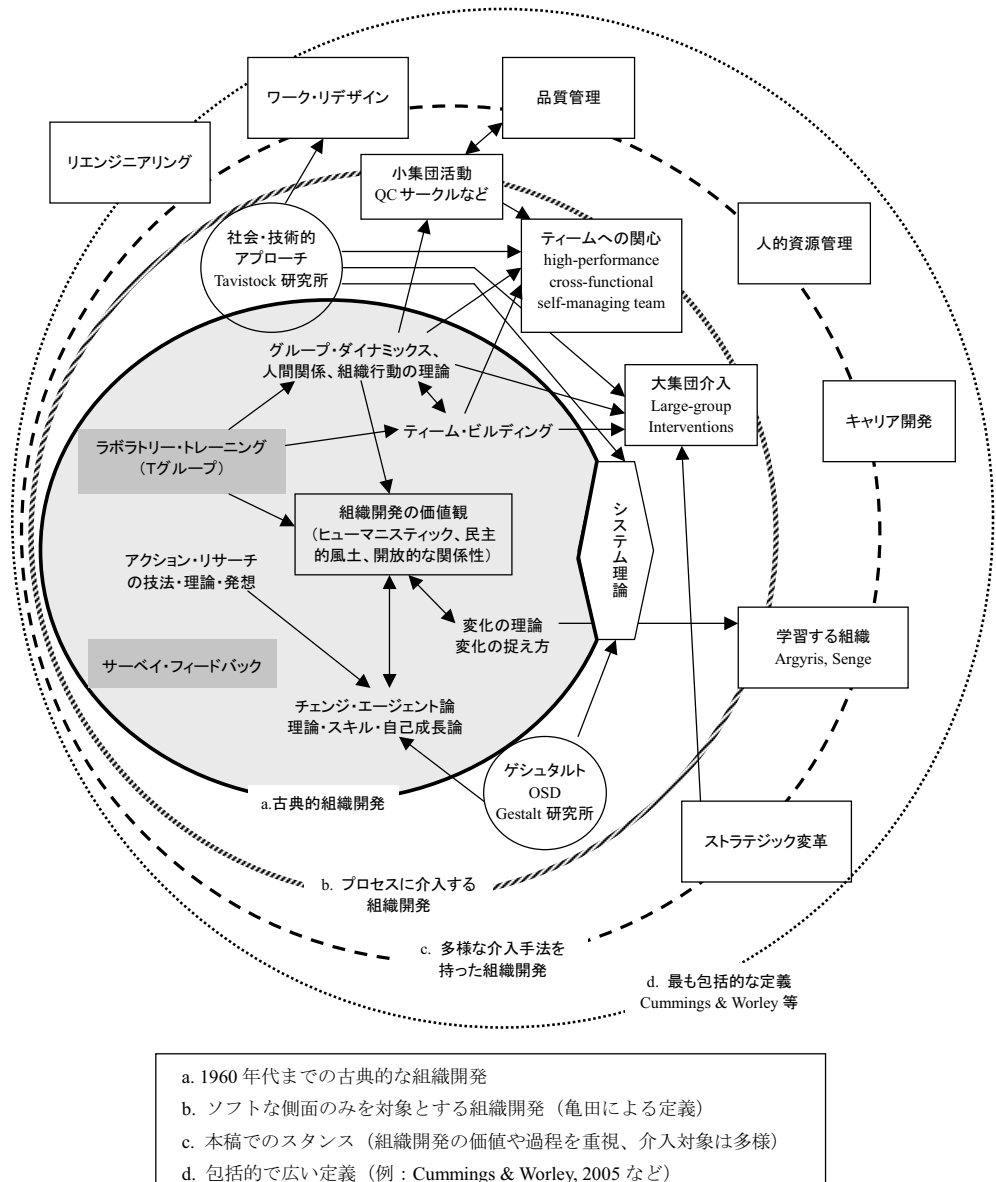 ワーク・リデザイン
品質管理
リエンジニアリング
小集団活動
QCサークルなど
社会・技術的
アプローチ
Tavistock 研究所
ティームへの関心
high-performance
cross-functional
self-managing team
人的資源管理
グループ・ダイナミックス、
人間関係、組織行動の理論
大集団介入
Large-group
Interventions
キャリア開発
ティーム・ビルディング
ラボラトリー・トレーニング
(Tグループ)
組織開発の価値観
(ヒューマニスティック、民主
的風土、開放的な関係性)
システム理論
アクション・リサーチ
の技法・理論・発想
変化の理論
変化の捉え方
学習する組織
Argyris, Senge
サーベイ・フィードバック
チェンジ・エージェント論
理論・スキル・自己成長論
ゲシュタルト
OSD
Gestalt 研究所
a.古典的組織開発
ストラテジック変革
b. プロセスに介入する
組織開発
c. 多様な介入手法を
持った組織開発
d. 最も包括的な定義
Cummings & Worley 等
a. 1960 年代までの古典的な組織開発
b. ソフトな側面のみを対象とする組織開発（亀田による定義）
c. 本稿でのスタンス（組織開発の価値や過程を重視、介入対象は多様）
d. 包括的で広い定義（例：Cummings & Worley, 2005 など）